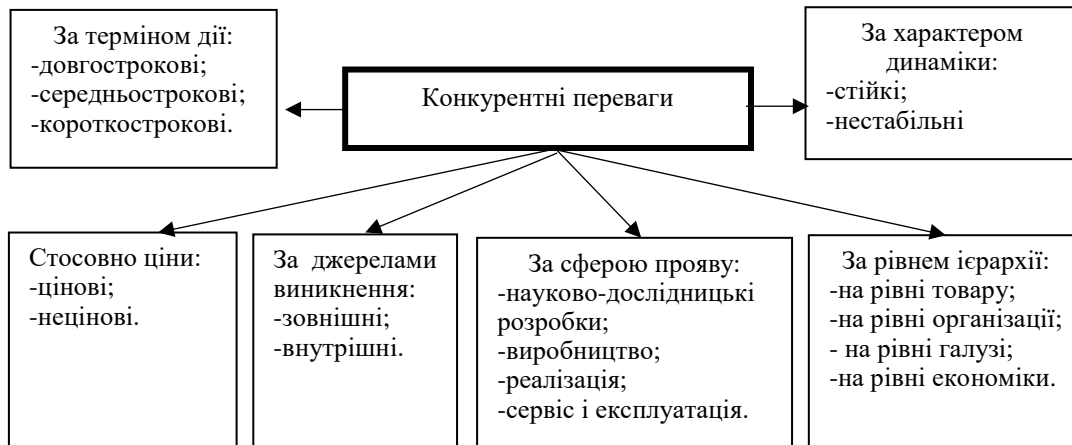 За терміном дії:
-довгострокові;
-середньострокові;
-короткострокові.
Конкурентні переваги
За характером
динаміки:
-стійкі;
-нестабільні
Стосовно ціни:
-цінові;
-нецінові.
За джерелами
виникнення:
-зовнішні;
-внутрішні.
За сферою прояву:
-науково-дослідницькі
розробки;
-виробництво;
-реалізація;
-сервіс і експлуатація.
За рівнем ієрархії:
-на рівні товару;
-на рівні організації;
- на рівні галузі;
-на рівні економіки.